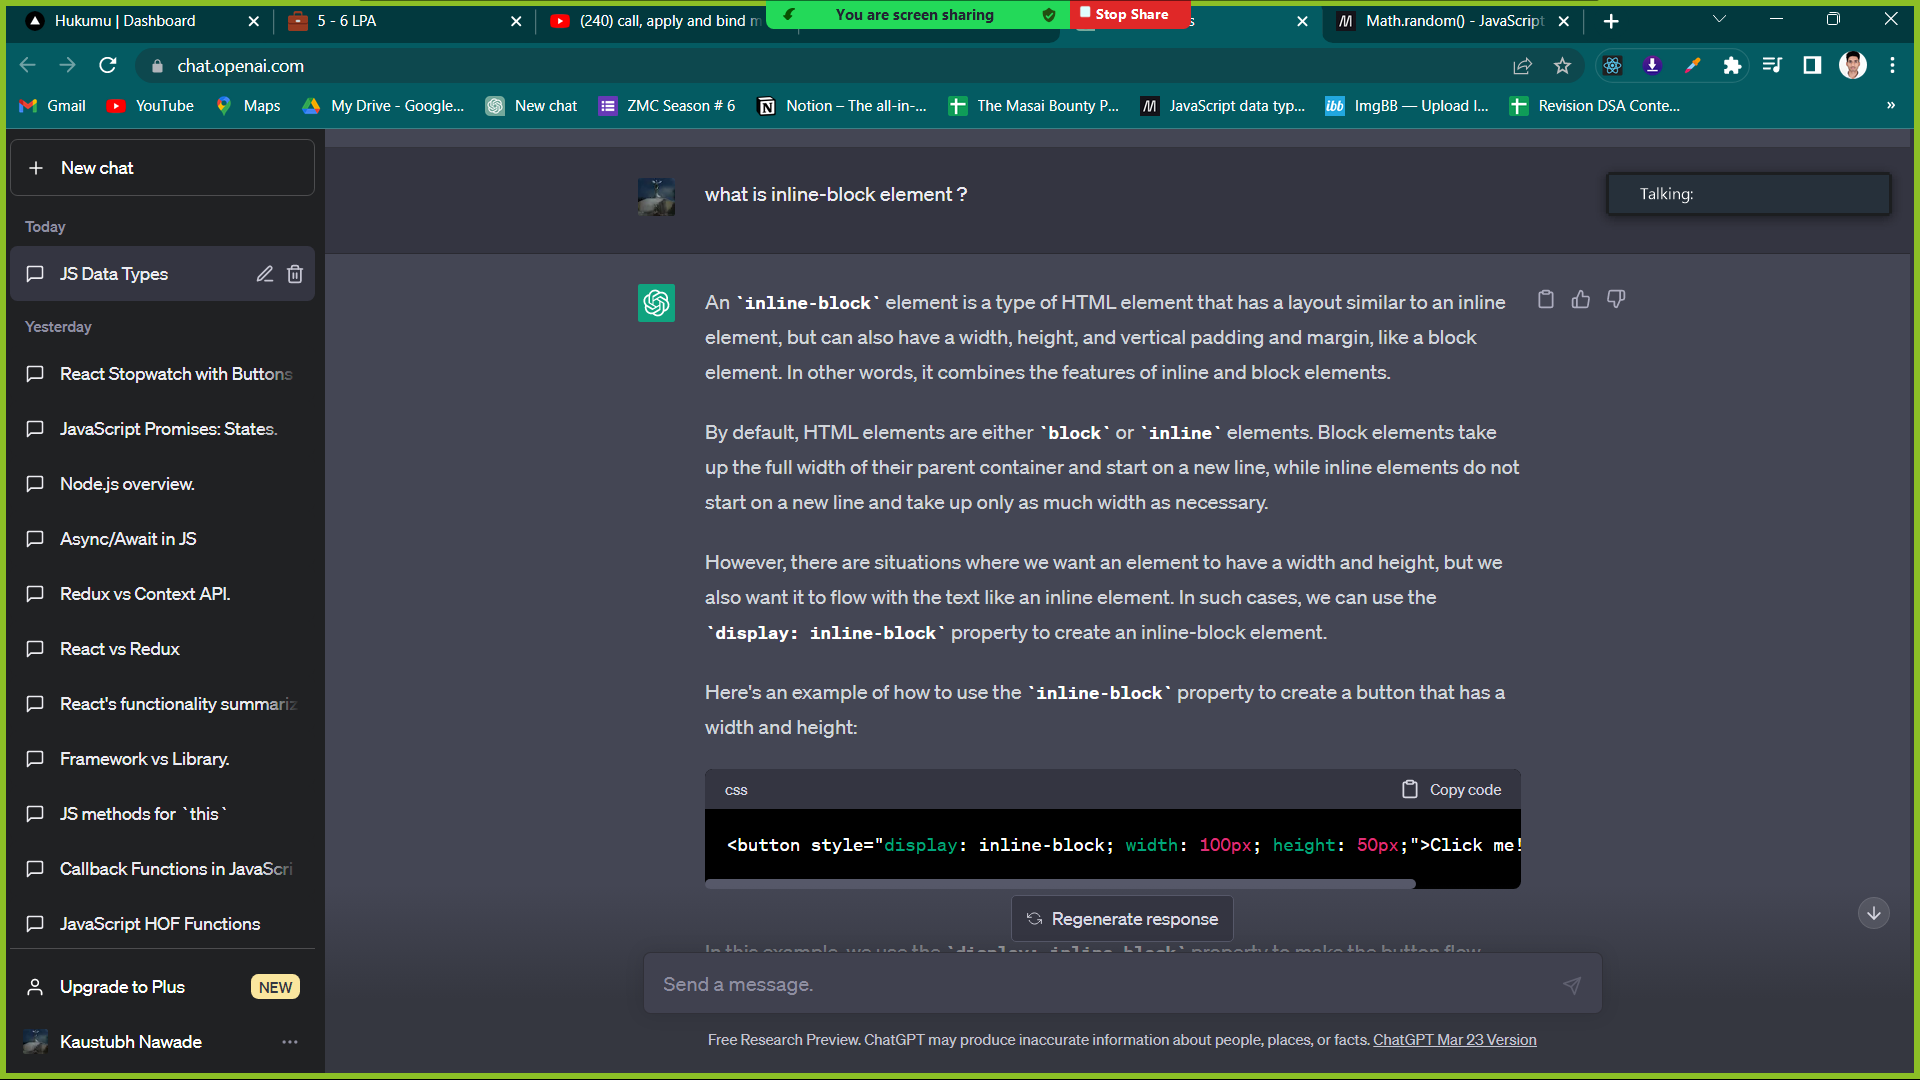 Hukumu | Dashboard
5 - 6 LPA
(240) call, apply and bind m
You are screen sharing
Stop Share
s
Math.random() - JavaScript
chat.openai.com
Gmail
YouTube
Maps
My Drive - Google...
New chat
ZMC Season # 6
Notion – The all-in-...
The Masai Bounty P...
JavaScript data typ...
ImgBB — Upload I...
Revision DSA Conte...
»
New chat
Today
JS Data Types
Yesterday
React Stopwatch with Buttons
JavaScript Promises: States.
Node.js overview.
Async/Await in JS
Redux vs Context API.
React vs Redux
React's functionality summariz
Framework vs Library.
JS methods for `this`
Callback Functions in JavaScri
JavaScript HOF Functions
Upgrade to Plus
NEW
Kaustubh Nawade
what is inline-block element ?
Talking:
An `inline-block` element is a type of HTML element that has a layout similar to an inline
element, but can also have a width, height, and vertical padding and margin, like a block
element. In other words, it combines the features of inline and block elements.
By default, HTML elements are either `block` or `inline` elements. Block elements take
up the full width of their parent container and start on a new line, while inline elements do not
start on a new line and take up only as much width as necessary.
However, there are situations where we want an element to have a width and height, but we
also want it to flow with the text like an inline element. In such cases, we can use the
`display: inline-block` property to create an inline-block element.
Here's an example of how to use the `inline-block` property to create a button that has a
width and height:
css
Copy code
<button style="display: inline-block; width: 100px; height: 50px;">Click me!
Regenerate response
In this example, we use the `display: inline-block` property to make the button flow
Send a message.
Free Research Preview. ChatGPT may produce inaccurate information about people, places, or facts. ChatGPT Mar 23 Version